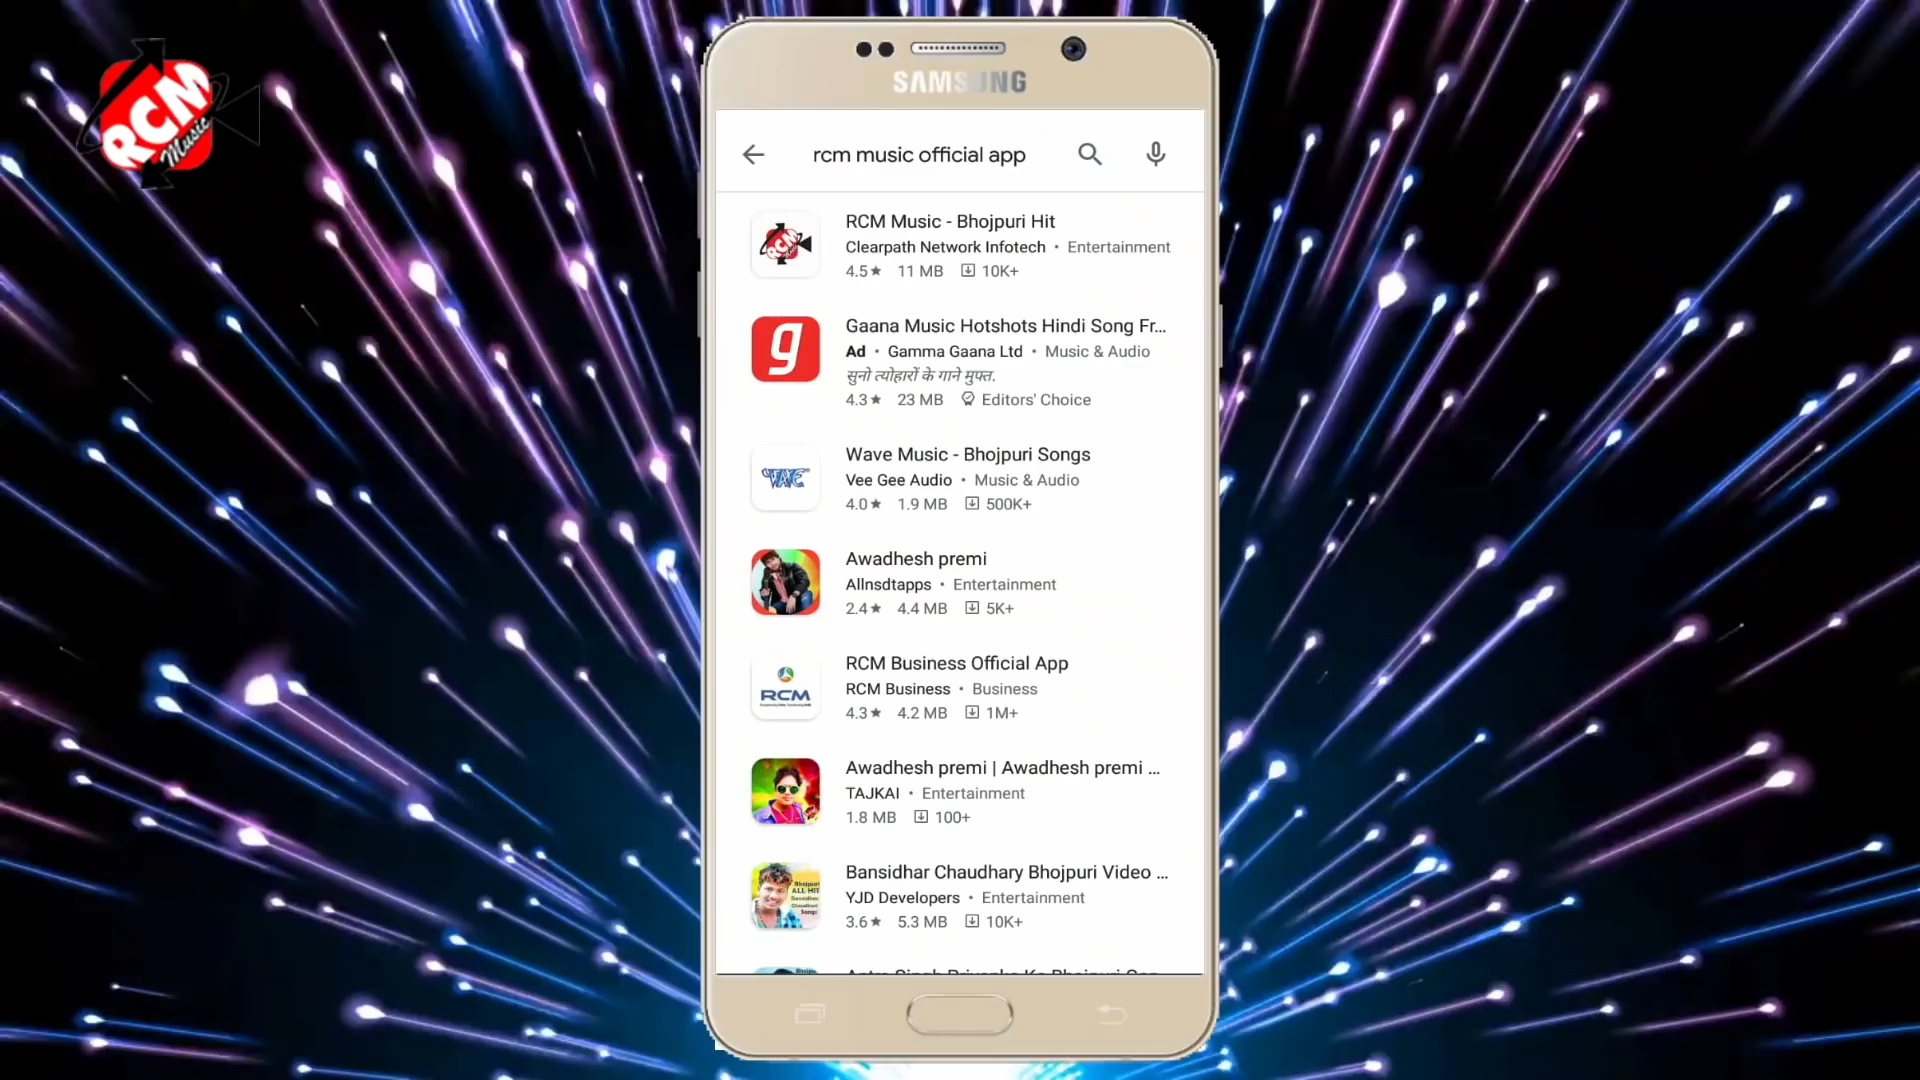 RCM
Music
SAMSUNG
rcm music official app
RCM Music - Bhojpuri Hit
Clearpath Network Infotech • Entertainment
4.5★ 11 MB 10K+
Gaana Music Hotshots Hindi Song Fr...
Ad • Gamma Gaana Ltd • Music & Audio
सुनो त्योहारों के गाने मुफ्त.
4.3★ 23 MB Editors' Choice
Wave Music - Bhojpuri Songs
Vee Gee Audio • Music & Audio
4.0★ 1.9 MB 500K+
Awadhesh premi
Allnsdtapps • Entertainment
2.4★ 4.4 MB 5K+
RCM Business Official App
RCM Business • Business
4.3★ 4.2 MB 1M+
Awadhesh premi | Awadhesh premi ...
TAJKAI • Entertainment
1.8 MB 100+
Bansidhar Chaudhary Bhojpuri Video ...
YJD Developers • Entertainment
3.6★ 5.3 MB 10K+